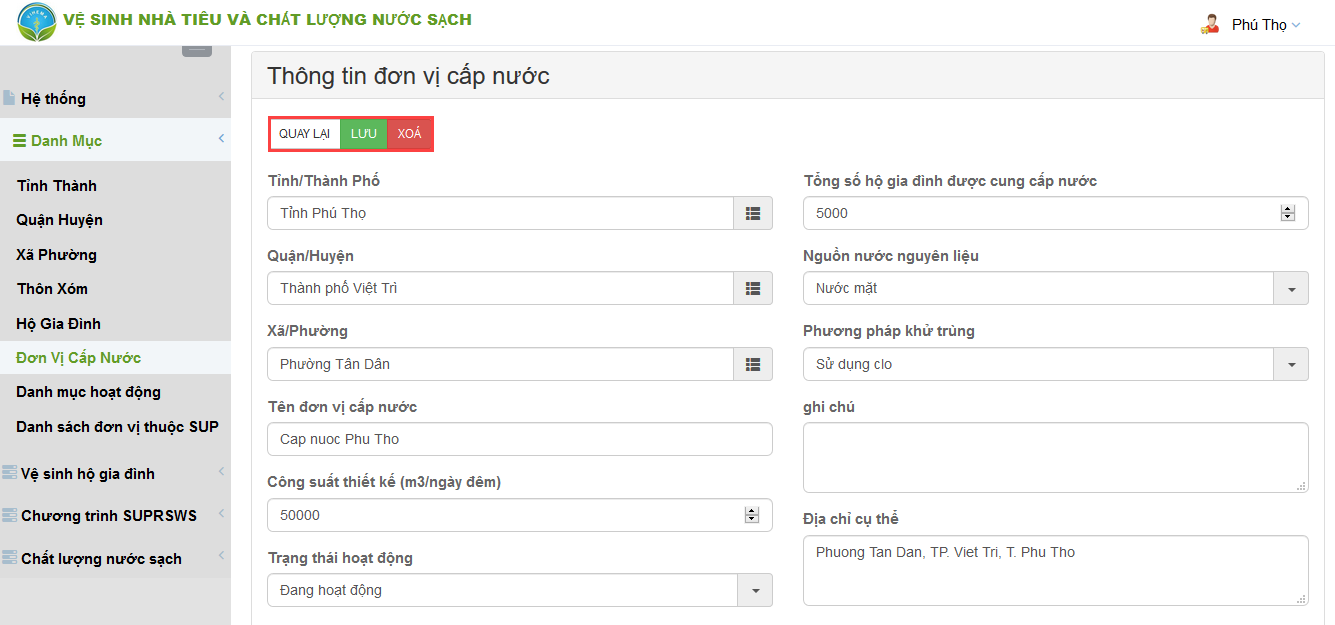 VỆ SINH NHÀ TIÊU VÀ CHẤT LƯỢNG NƯỚC SẠCH
Phú Thọ
Hệ thống
Danh Mục
Tỉnh Thành
Quận Huyện
Xã Phường
Thôn Xóm
Hộ Gia Đình
Đơn Vị Cấp Nước
Danh mục hoạt động
Danh sách đơn vị thuộc SUP
Vệ sinh hộ gia đình
Chương trình SUPRSWS
Chất lượng nước sạch
Thông tin đơn vị cấp nước
QUAY LẠI LƯU XOÁ
Tỉnh/Thành Phố
Tỉnh Phú Thọ
Quận/Huyện
Thành phố Việt Trì
Xã/Phường
Phường Tân Dân
Tên đơn vị cấp nước
Cap nuoc Phu Tho
Công suất thiết kế (m3/ngày đêm)
50000
Trạng thái hoạt động
Đang hoạt động
Tổng số hộ gia đình được cung cấp nước
5000
Nguồn nước nguyên liệu
Nước mặt
Phương pháp khử trùng
Sử dụng clo
ghi chú
Địa chỉ cụ thể
Phuong Tan Dan, TP. Viet Tri, T. Phu Tho